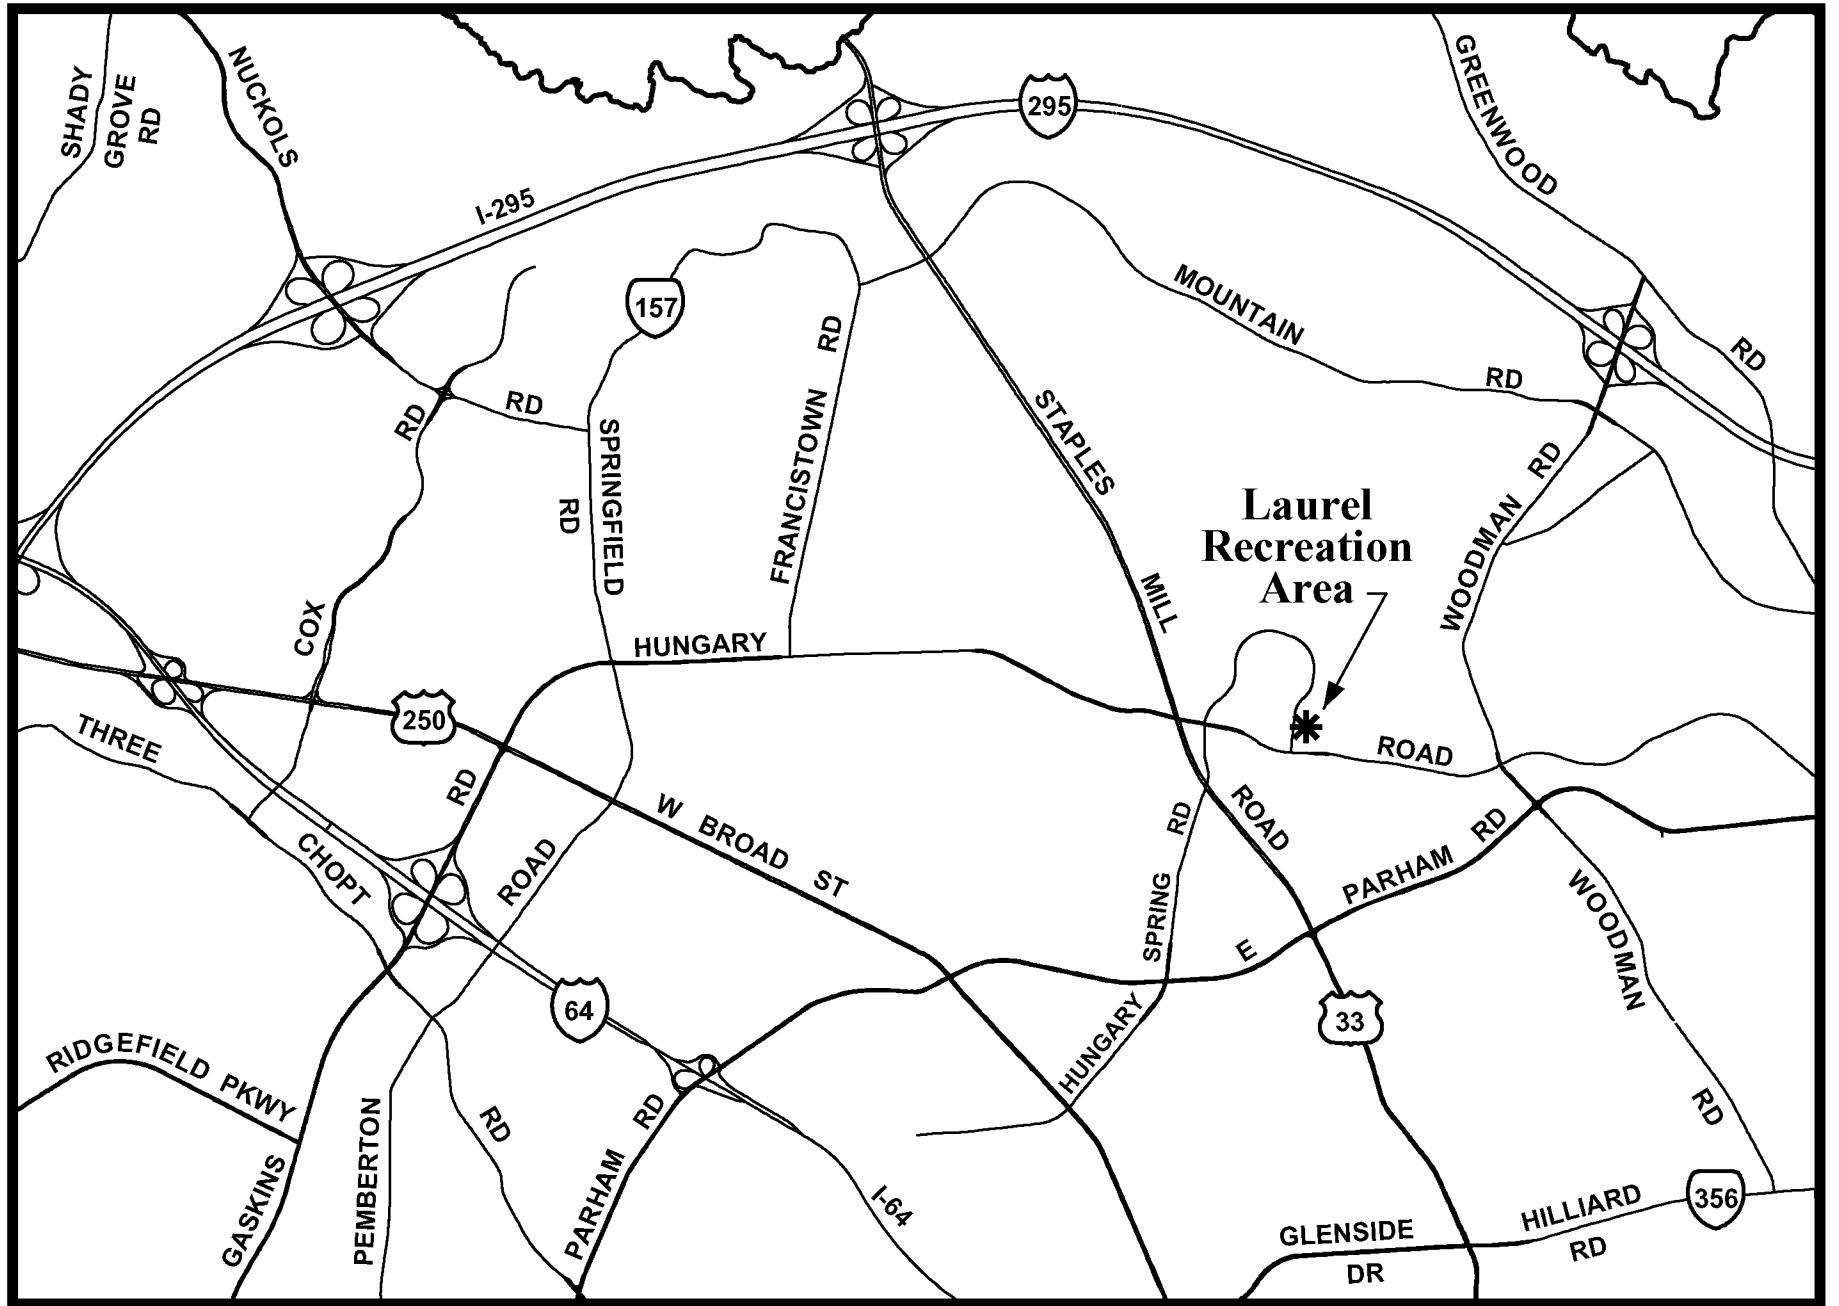 SHADY
GROVE
RD
NUCKOLS
I-295
295
GREENWOOD
157
MOUNTAIN
RD
RD
RD
RD
RD
STAPLES
SPRINGFIELD
RD
FRANCISTOWN
RD
WOODMAN
Laurel
Recreation
Area
COX
HUNGARY
MILL
250
THREE
ROAD
RD
W BROAD ST
ROAD
RD
PARHAM
RD
CHOPT
ROAD
SPRING
E
WOODMAN
64
33
HUNGARY
RIDGEFIELD PKWY
PEMBERTON
RD
RD
RD
GASKINS
PARHAM
I-64
356
HILLIARD
RD
GLENSIDE
DR